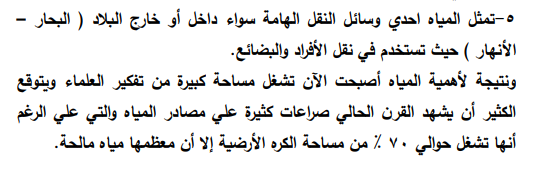 ٥-تمثل المياه احدي وسائل النقل الهامة سواء داخل أو خارج البلاد ( البحار –
الأنهار ) حيث تستخدم في نقل الأفراد والبضائع.
ونتيجة لأهمية المياه أصبحت الآن تشغل مساحة كبيرة من تفكير العلماء ويتوقع
الكثير أن يشهد القرن الحالي صراعات كثيرة علي مصادر المياه والتي علي الرغم
أنها تشغل حوالي ٧٠ ٪ من مساحة الكره الأرضية إلا أن معظمها مياه مالحة.